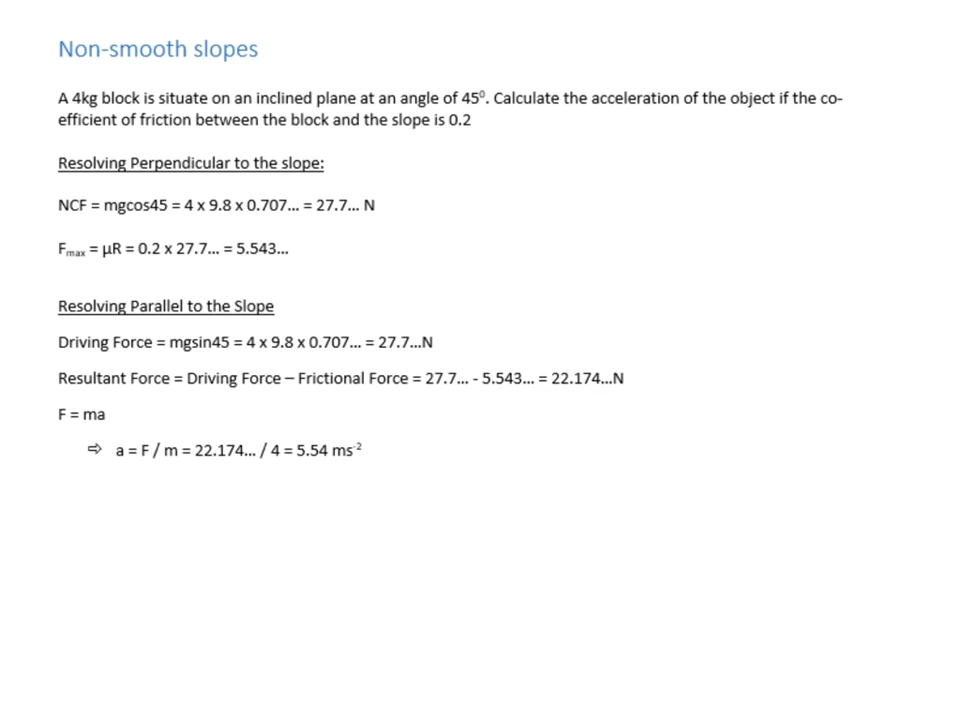 Non-smooth slopes
A 4kg block is situate on an inclined plane at an angle of 45⁰. Calculate the acceleration of the object if the co-
efficient of friction between the block and the slope is 0.2
Resolving Perpendicular to the slope:
NCF = mgcos45 = 4 x 9.8 x 0.707... = 27.7... N
Fmax = μR = 0.2 x 27.7... = 5.543...
Resolving Parallel to the Slope
Driving Force = mgsin45 = 4 x 9.8 x 0.707... = 27.7...N
Resultant Force = Driving Force – Frictional Force = 27.7... - 5.543... = 22.174...N
F = ma
⇨ a = F / m = 22.174... / 4 = 5.54 ms⁻²